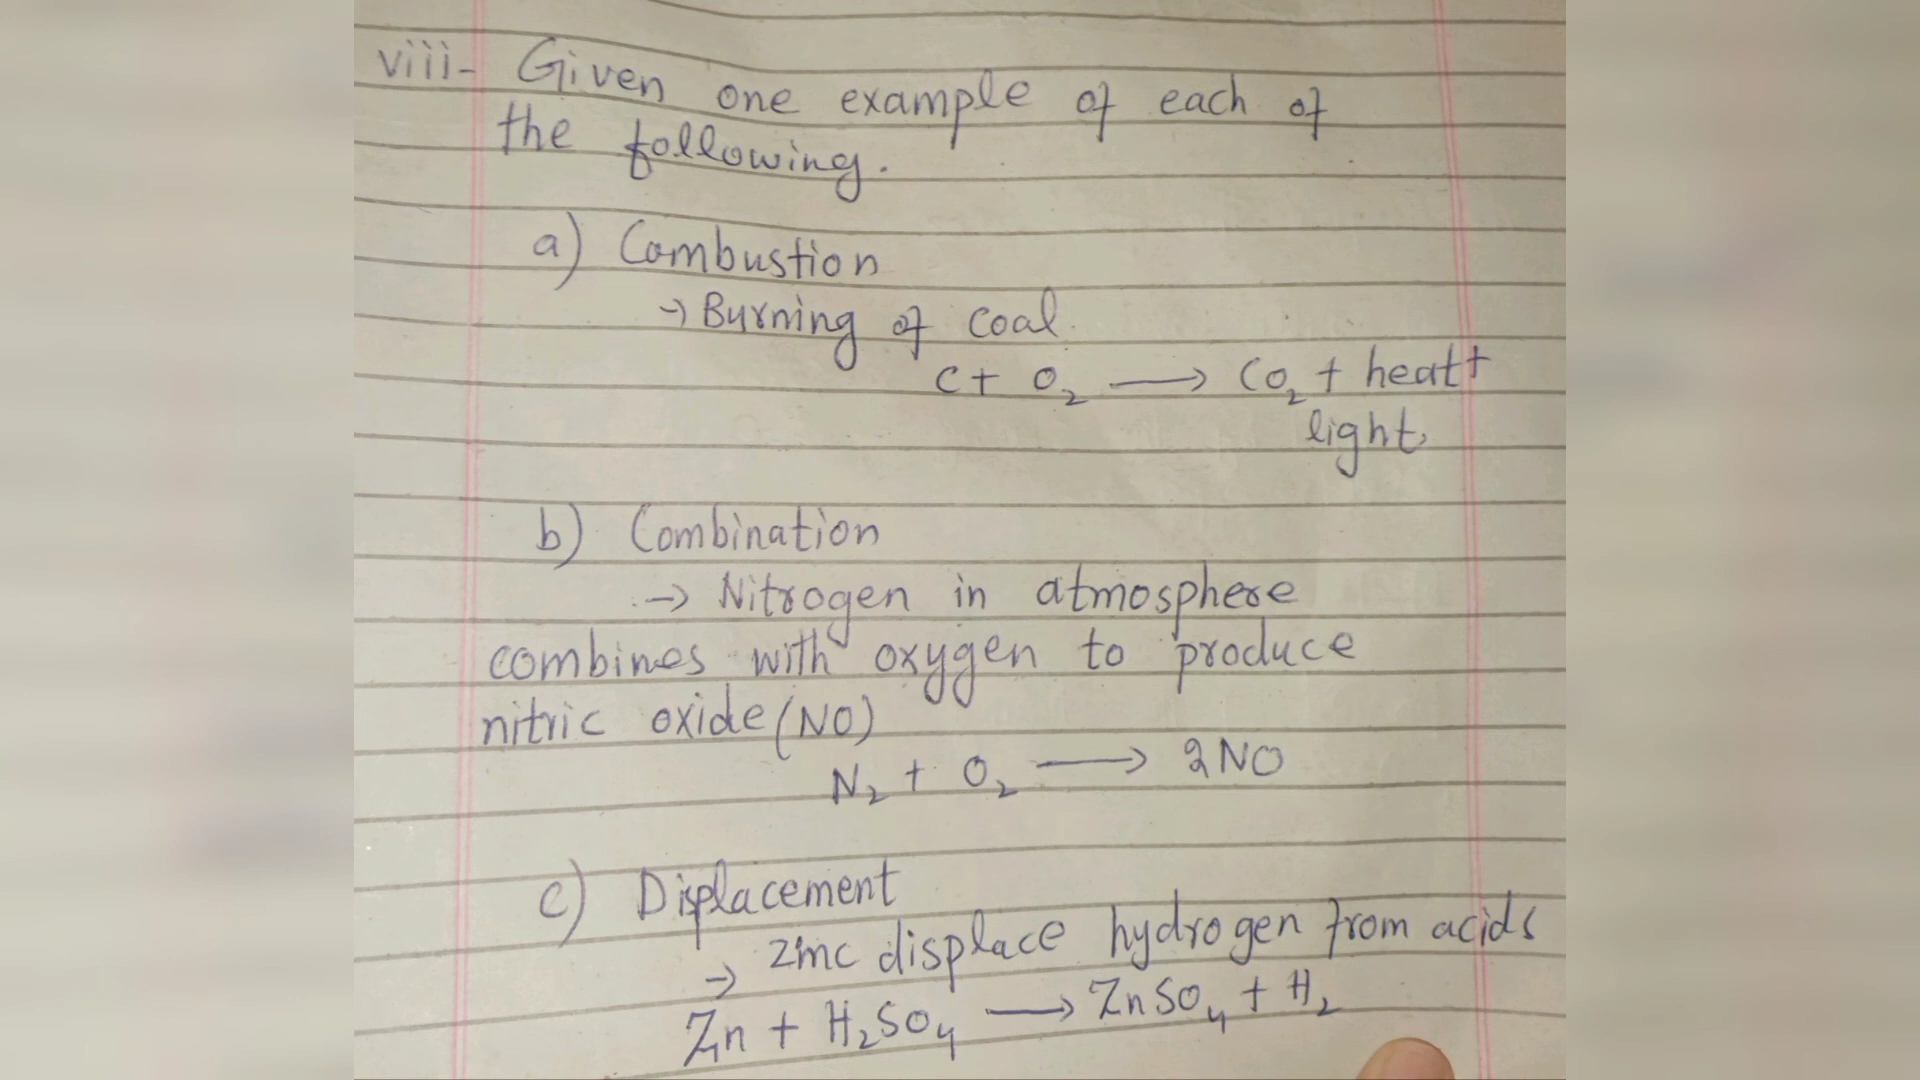 viii- Given one example of each of
the following.
a) Combustion
→ Burning of coal.
C + O₂ ⟶ CO₂ + heat +
light.
b) Combination
→ Nitrogen in atmosphere
combines with oxygen to produce
nitric oxide (NO)
N₂ + O₂ ⟶ 2NO
c) Displacement
→ zinc displace hydrogen from acids
Zn + H₂SO₄ ⟶ ZnSO₄ + H₂